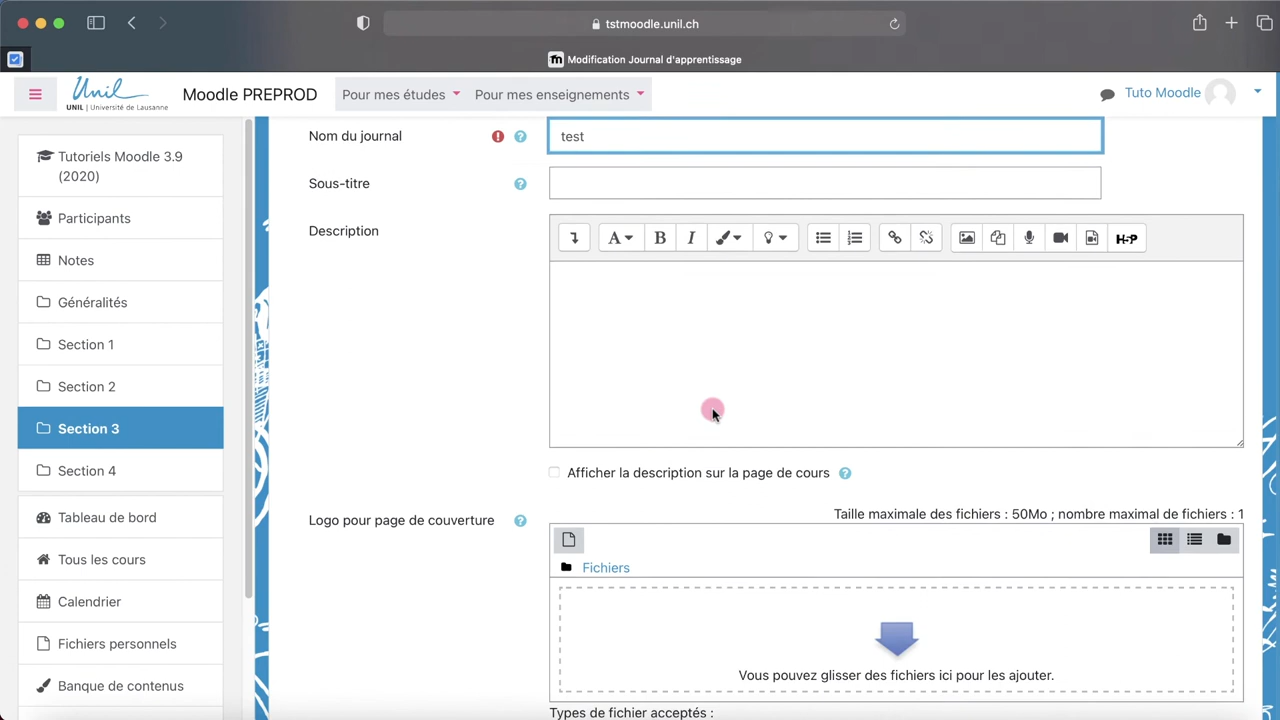 tstmoodle.unil.ch
Modification Journal d'apprentissage
Unil
UNIL | Université de Lausanne
Moodle PREPROD
Pour mes études
Pour mes enseignements
Tuto Moodle
Tutoriels Moodle 3.9
(2020)
Participants
Notes
Généralités
Section 1
Section 2
Section 3
Section 4
Tableau de bord
Tous les cours
Calendrier
Fichiers personnels
Banque de contenus
Nom du journal
test
Sous-titre
Description
A B I
H-P
Afficher la description sur la page de cours
Logo pour page de couverture
Taille maximale des fichiers : 50Mo ; nombre maximal de fichiers : 1
Fichiers
Vous pouvez glisser des fichiers ici pour les ajouter.
Types de fichier acceptés :